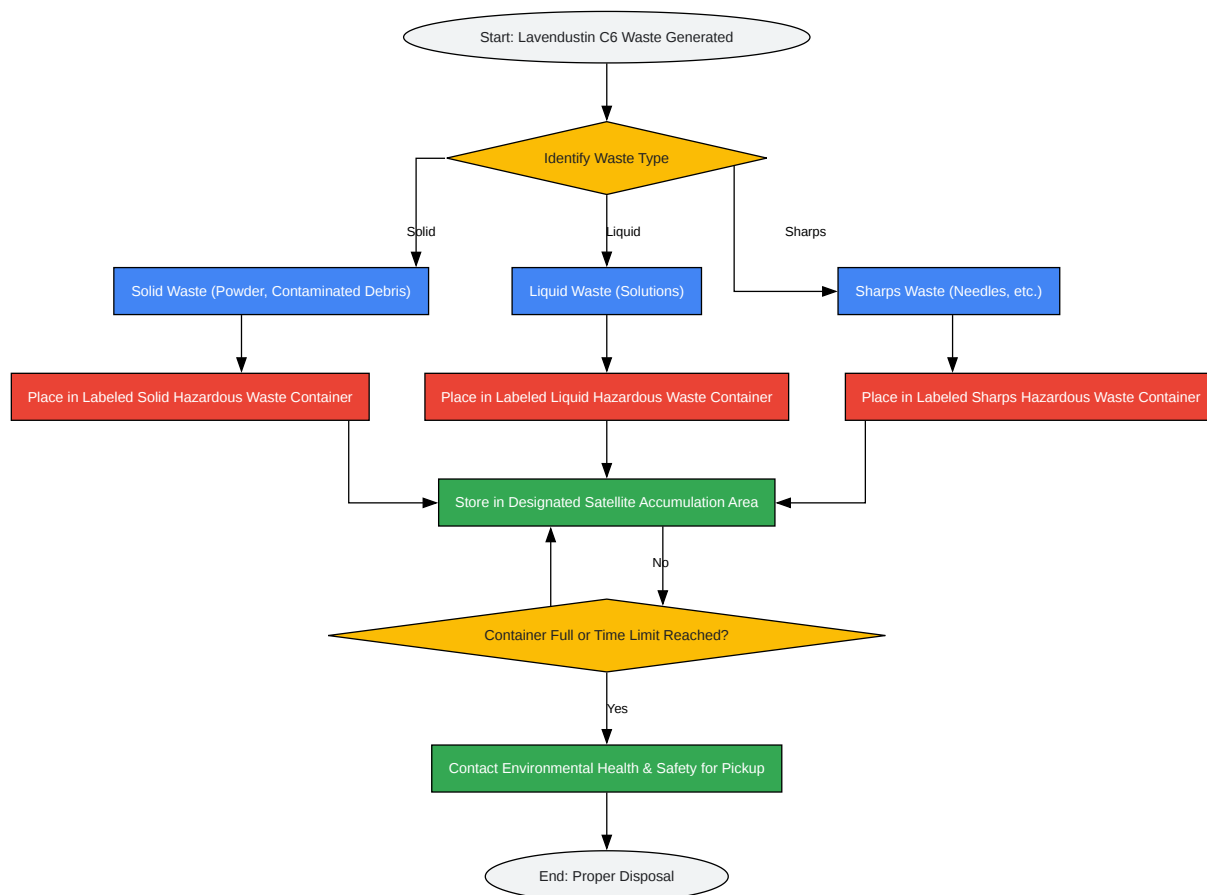 Start: Lavendustin C6 Waste Generated
Identify Waste Type
Solid
Liquid
Sharps
Solid Waste (Powder, Contaminated Debris)
Liquid Waste (Solutions)
Sharps Waste (Needles, etc.)
Place in Labeled Solid Hazardous Waste Container
Place in Labeled Liquid Hazardous Waste Container
Place in Labeled Sharps Hazardous Waste Container
Store in Designated Satellite Accumulation Area
No
Container Full or Time Limit Reached?
Yes
Contact Environmental Health & Safety for Pickup
End: Proper Disposal